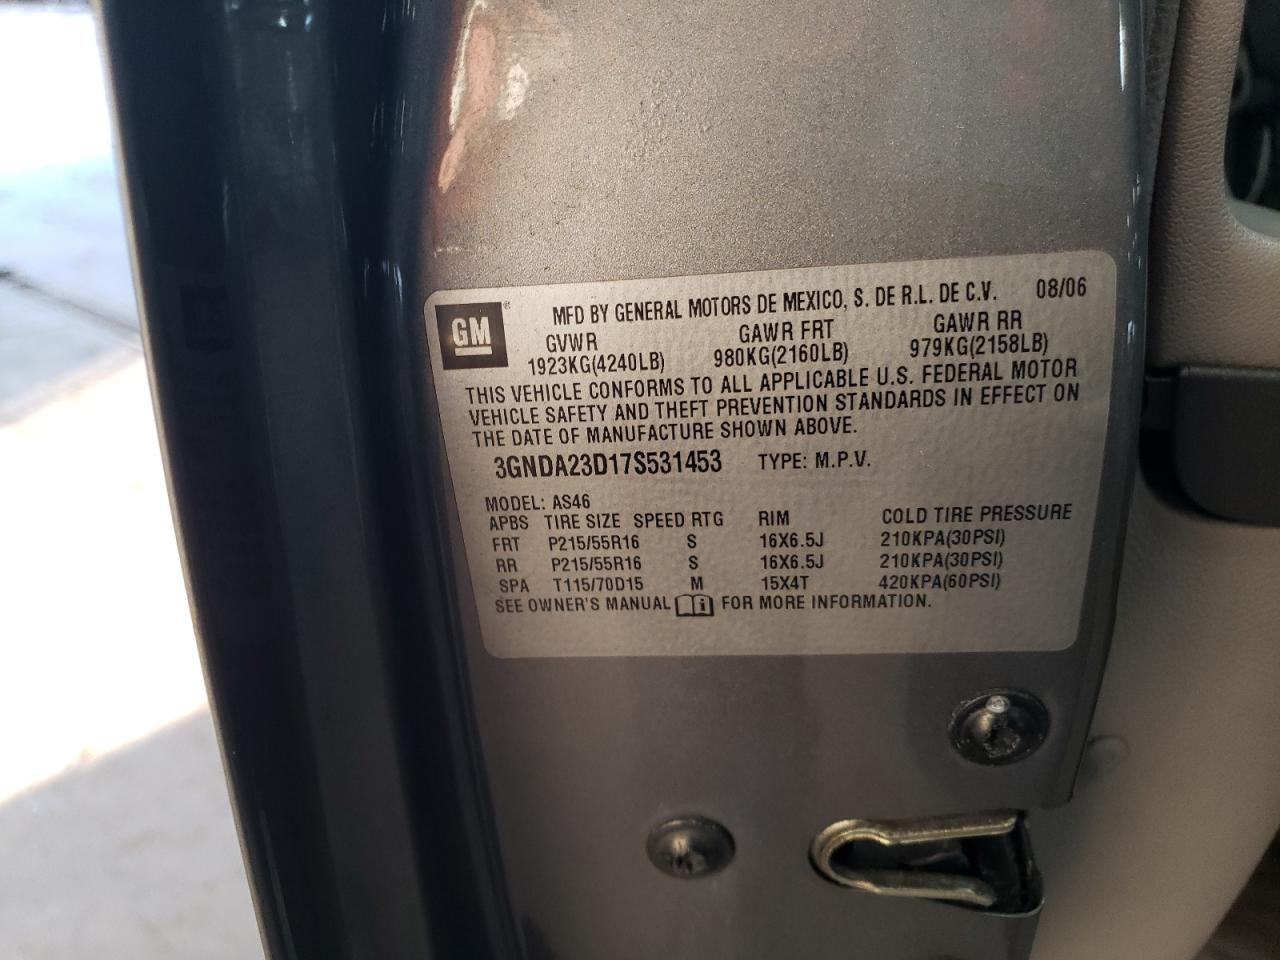 GM ® MFD BY GENERAL MOTORS DE MEXICO, S. DE R.L. DE C.V. 08/06
GVWR GAWR FRT GAWR RR
1923KG(4240LB) 980KG(2160LB) 979KG(2158LB)
THIS VEHICLE CONFORMS TO ALL APPLICABLE U.S. FEDERAL MOTOR
VEHICLE SAFETY AND THEFT PREVENTION STANDARDS IN EFFECT ON
THE DATE OF MANUFACTURE SHOWN ABOVE.
3GNDA23D17S531453 TYPE: M.P.V.
MODEL: AS46
APBS TIRE SIZE SPEED RTG RIM COLD TIRE PRESSURE
FRT P215/55R16 S 16X6.5J 210KPA(30PSI)
RR P215/55R16 S 16X6.5J 210KPA(30PSI)
SPA T115/70D15 M 15X4T 420KPA(60PSI)
SEE OWNER'S MANUAL i FOR MORE INFORMATION.